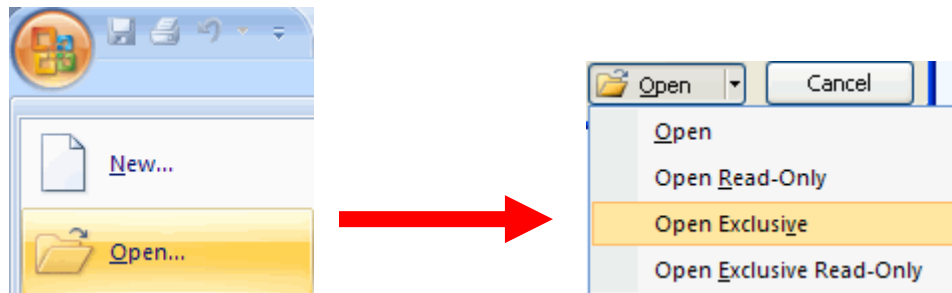 New...
Open...
Open
Cancel
Open
Open Read-Only
Open Exclusive
Open Exclusive Read-Only